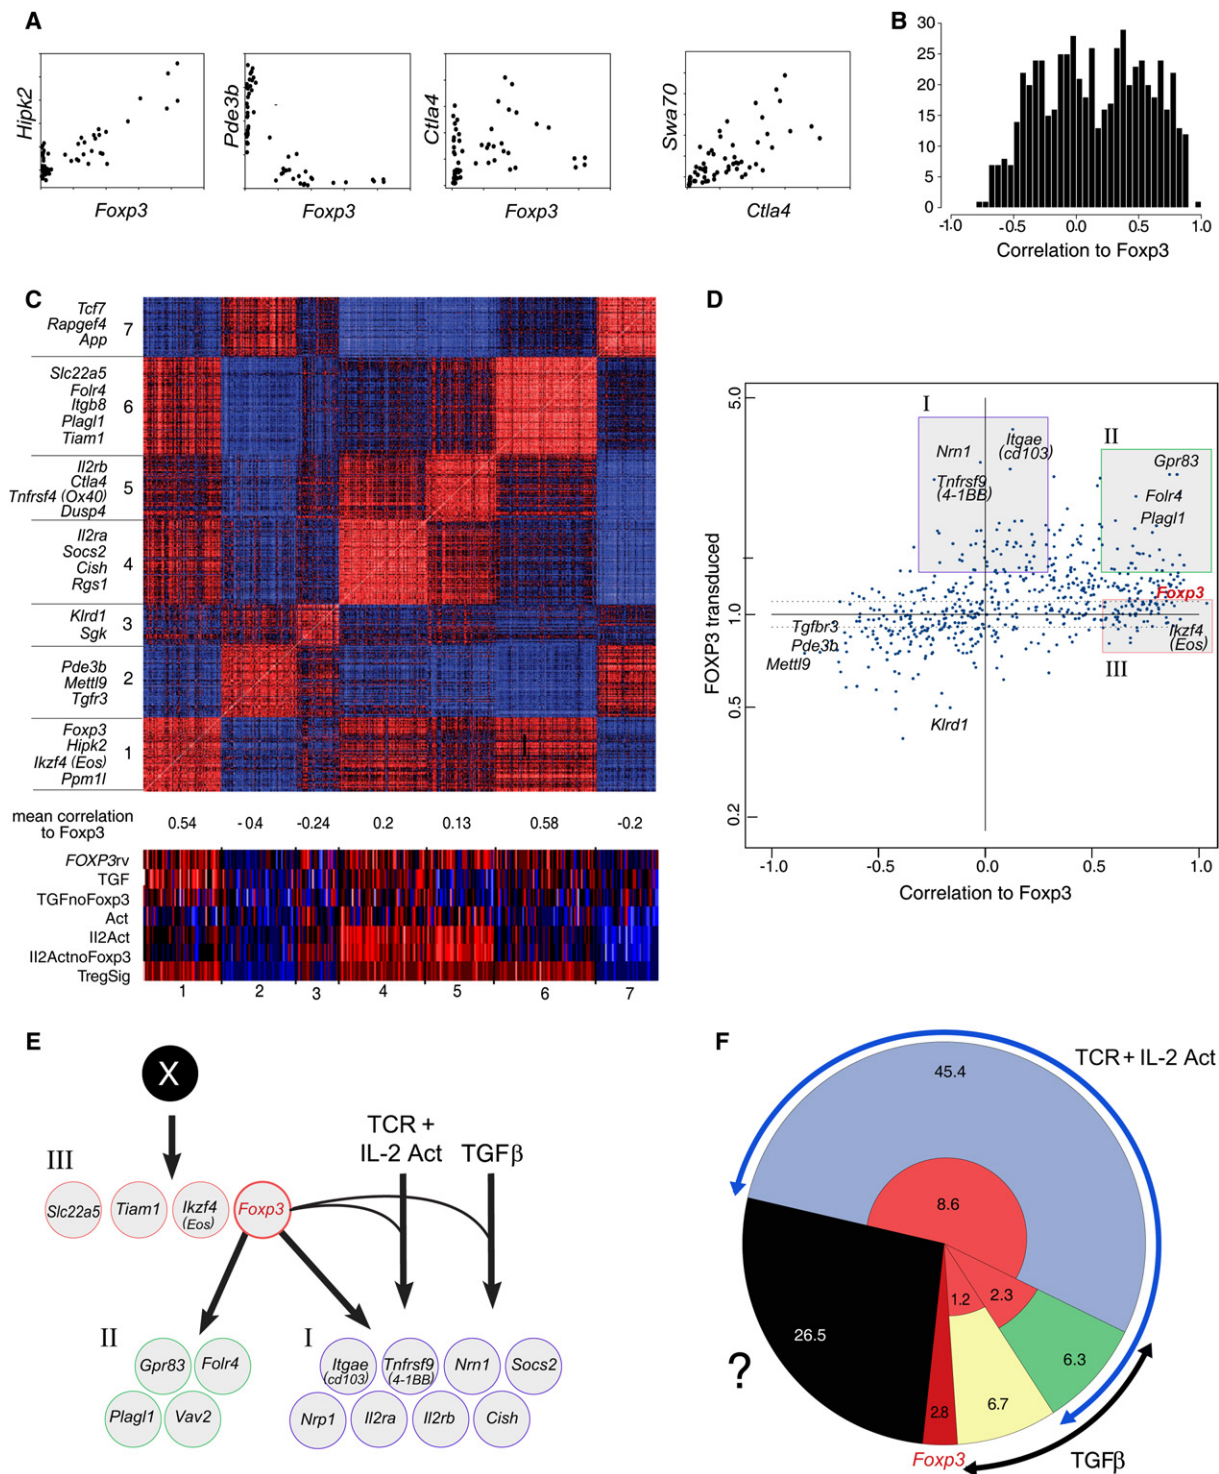 A
Hipk2
Foxp3
Pde3b
Foxp3
Ctla4
Foxp3
Swa70
Ctla4
B
30
25
20
15
10
5
0
-1.0 -0.5 0.0 0.5 1.0
Correlation to Foxp3
C
Tcf7
Rapgef4
App
7
Slc22a5
Folr4
Itgb8
Plagl1
Tiam1
6
Il2rb
Ctla4
Tnfrsf4 (Ox40)
Dusp4
5
Il2ra
Socs2
Cish
Rgs1
4
Klrd1
Sgk
3
Pde3b
Mettl9
Tgfr3
2
Foxp3
Hipk2
Ikzf4 (Eos)
Ppm1l
1
mean correlation
to Foxp3
0.54 -0.4 -0.24 0.2 0.13 0.58 -0.2
FOXP3rv
TGF
TGFnoFoxp3
Act
Il2Act
Il2ActnoFoxp3
TregSig
1 2 3 4 5 6 7
D
FOXP3 transduced
5.0
1.0
0.5
0.2
I
Nrn1
Itgae
(cd103)
Tnfrsf9
(4-1BB)
II
Gpr83
Folr4
Plagl1
Foxp3
Ikzf4
(Eos)
III
Tgfbr3
Pde3b
Mettl9
Klrd1
-1.0 -0.5 0.0 0.5 1.0
Correlation to Foxp3
E
X
TCR +
IL-2 Act
TGFβ
III
Slc22a5
Tiam1
Ikzf4
(Eos)
Foxp3
II
Gpr83
Folr4
Plagl1
Vav2
I
Itgae
(cd103)
Tnfrsf9
(4-1BB)
Nrn1
Socs2
Nrp1
Il2ra
Il2rb
Cish
F
TCR + IL-2 Act
45.4
8.6
1.2
2.3
26.5
6.3
6.7
2.8
?
Foxp3
TGFβ